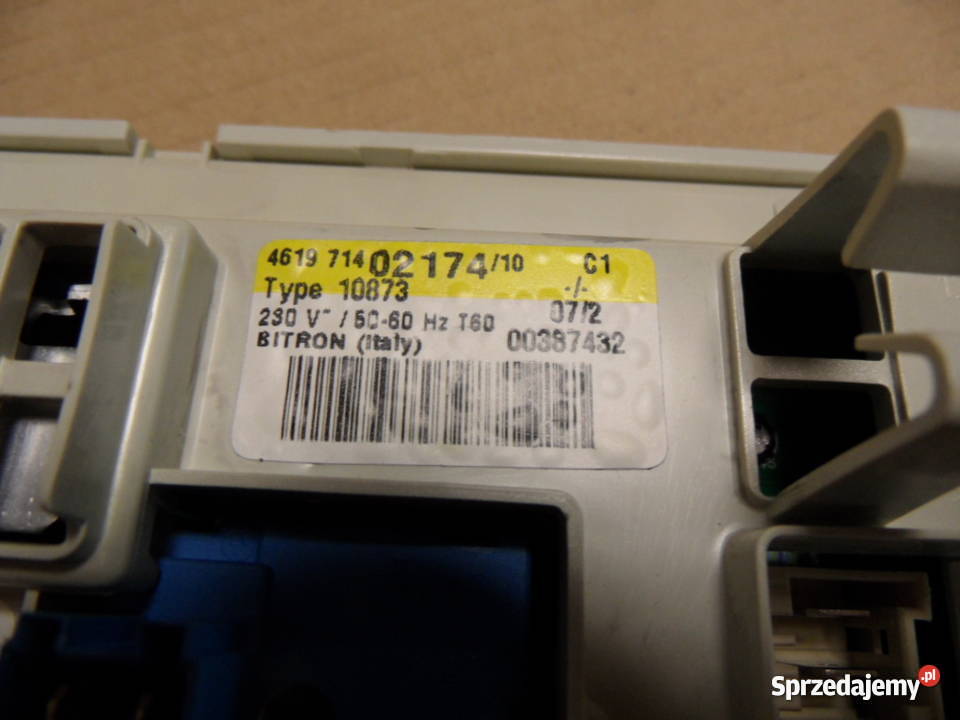 4619 714 02174/10 C1
Type 10873 -/-
230 V~ / 50-60 Hz T60 07/2
BITRON (Italy) 00387432
Sprzedajemy.pl